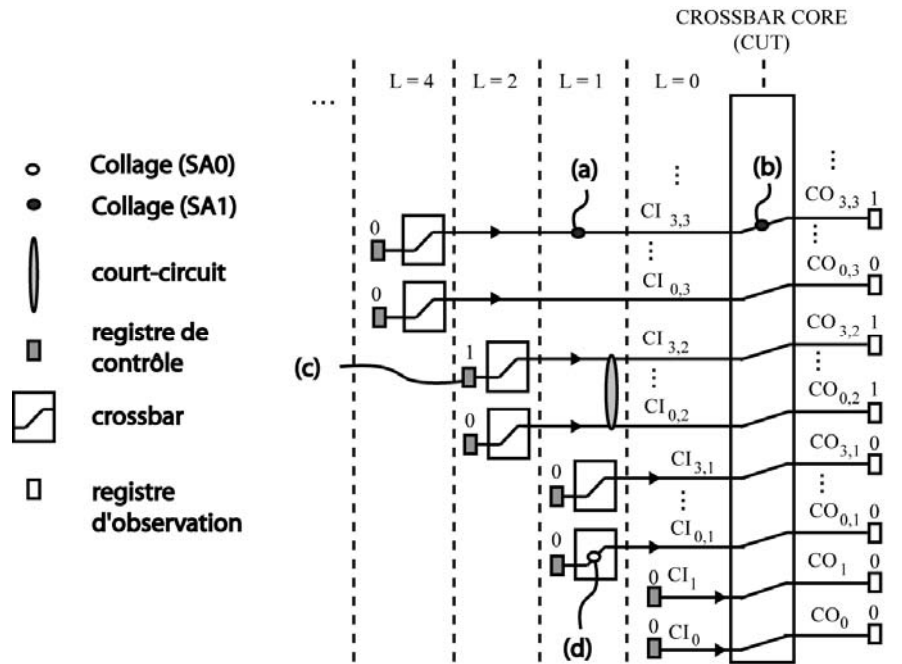 CROSSBAR CORE
(CUT)
... L = 4 L = 2 L = 1 L=0
Collage (SA0)
Collage (SA1)
court-circuit
registre de
contrôle
crossbar
registre
d'observation
(a)
(b)
(c)
(d)
0 CI 3,3 CO 3,3 1
0 CI 0,3 CO 0,3 0
1 CI 3,2 CO 3,2 1
0 CI 0,2 CO 0,2 1
0 CI 3,1 CO 3,1 0
0 CI 0,1 CO 0,1 0
0 CI 1 CO 1 0
0 CI 0 CO 0 0